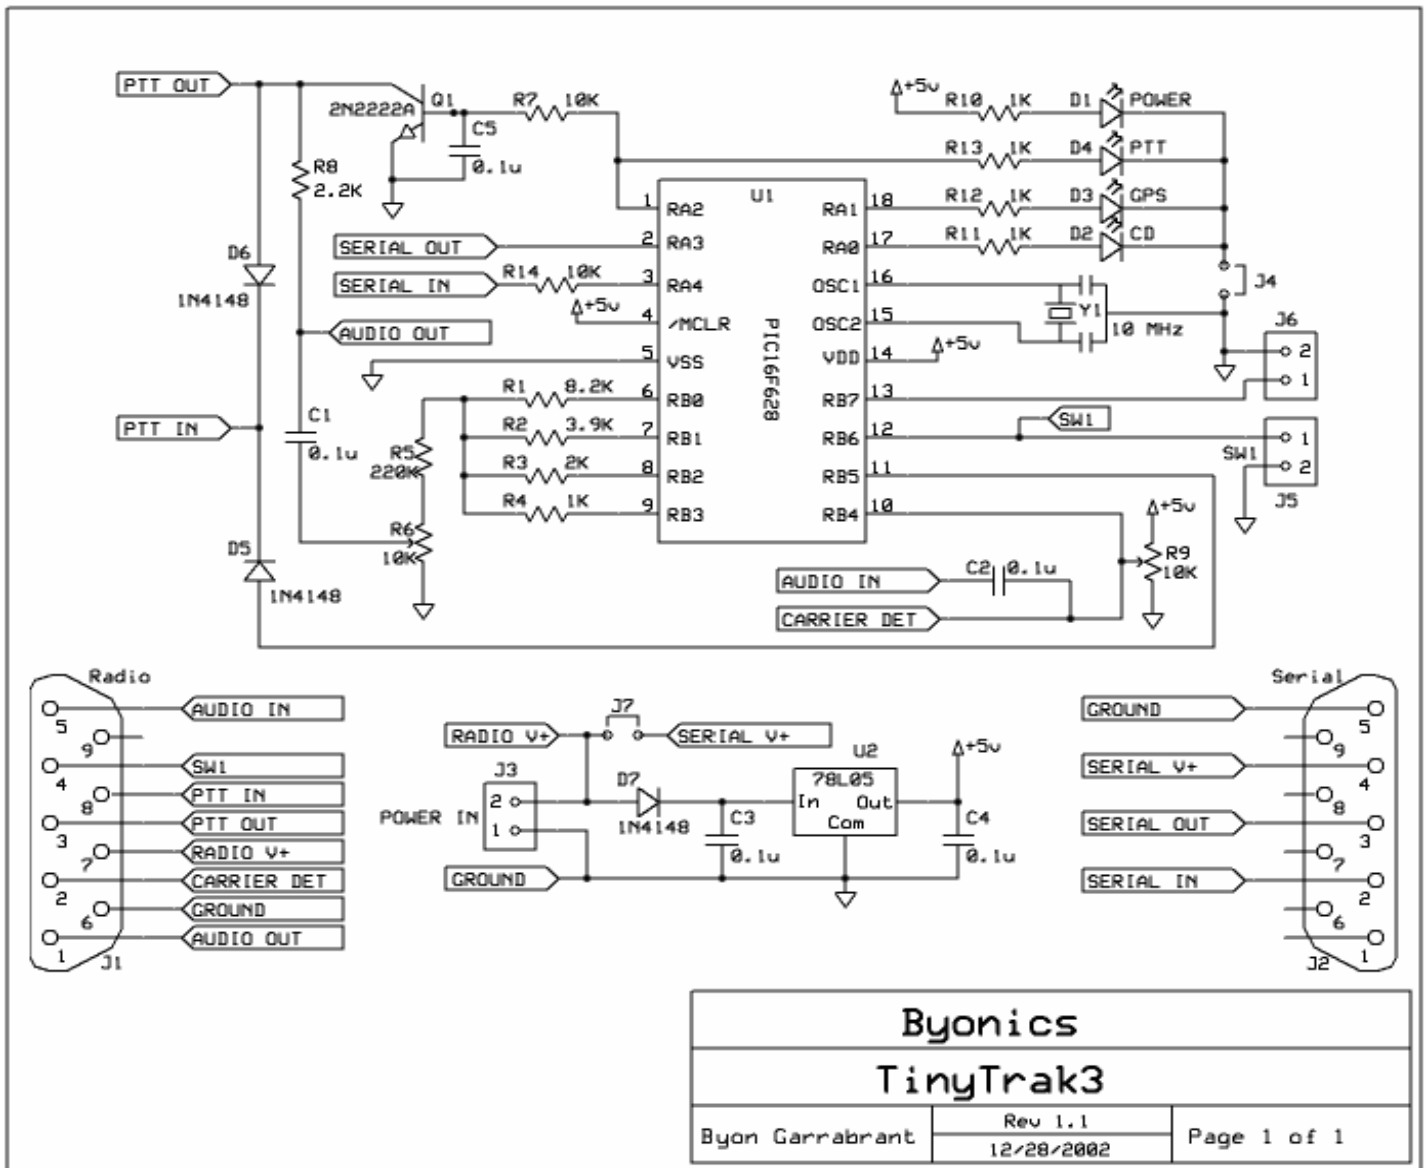 PTT OUT
2N2222A
Q1
R7 10K
C5
0.1u
R8
2.2K
+5v
R10 1K D1 POWER
R13 1K D4 PTT
R12 1K D3 GPS
R11 1K D2 CD
U1
PIC16F628
1 RA2
2 RA3
3 RA4
4 /MCLR
5 VSS
6 RB0
7 RB1
8 RB2
9 RB3
RA1 18
RA0 17
OSC1 16
OSC2 15
VDD 14
RB7 13
RB6 12
RB5 11
RB4 10
SERIAL OUT
SERIAL IN
R14 10K
+5v
D6
1N4148
AUDIO OUT
PTT IN
C1
0.1u
R1 8.2K
R2 3.9K
R3 2K
R4 1K
R5
220K
R6
10K
D5
1N4148
Y1
10 MHz
+5v
J4
J6
2
1
SW1
SW1
1
2
J5
+5v
R9
10K
AUDIO IN
C2 0.1u
CARRIER DET
Radio
5 AUDIO IN
9
4 SW1
8 PTT IN
3 PTT OUT
7 RADIO V+
2 CARRIER DET
6 GROUND
1 AUDIO OUT
J1
RADIO V+
J7
SERIAL V+
J3
POWER IN
2
1
D7
1N4148
C3
0.1u
U2
78L05
In Out
Com
+5v
C4
0.1u
GROUND
Serial
GROUND 5
9
SERIAL V+ 4
8
SERIAL OUT 3
7
SERIAL IN 2
6
1
J2
Byonics
TinyTrak3
Byon Garrabrant
Rev 1.1
12/28/2002
Page 1 of 1